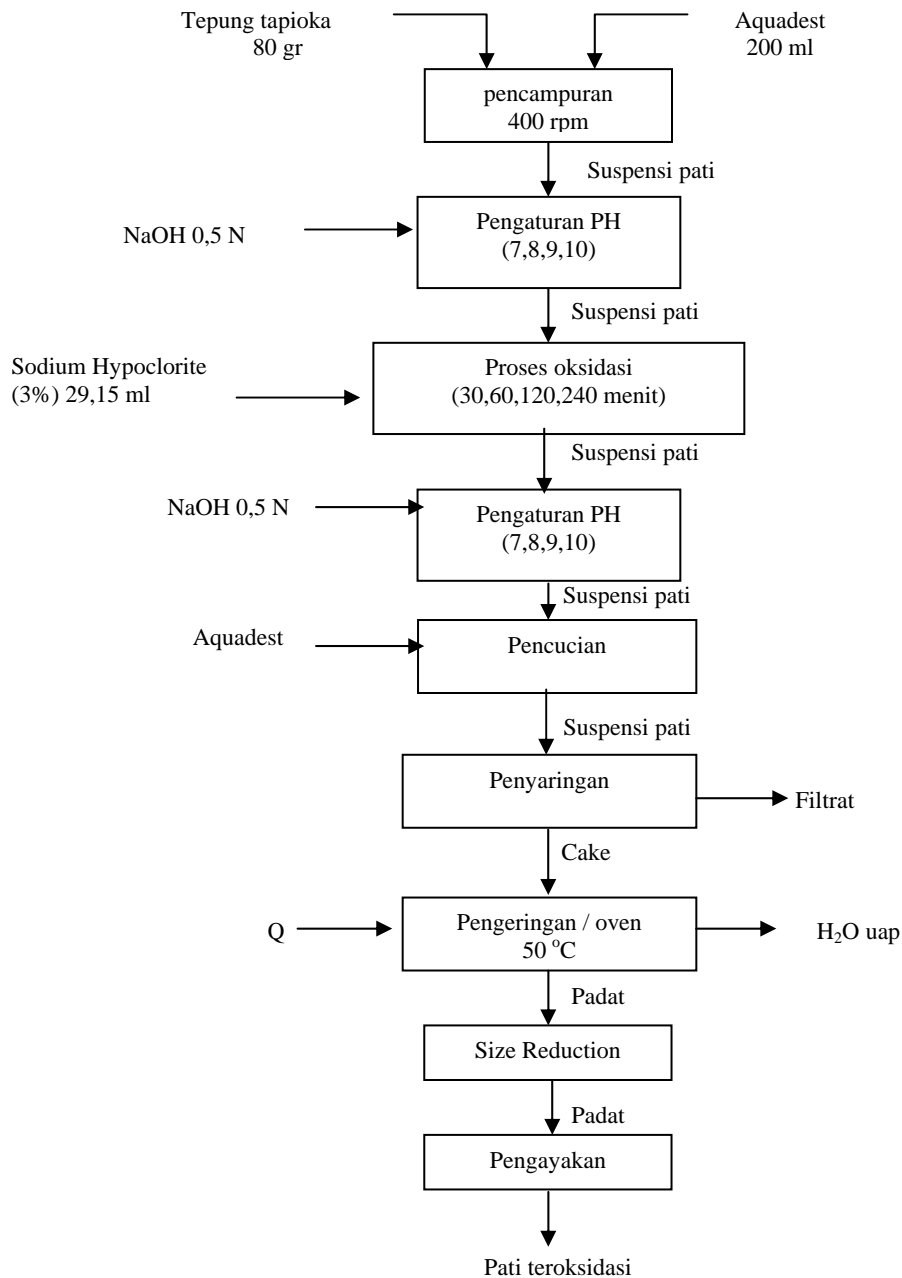 Tepung tapioka
80 gr
Aquadest
200 ml
pencampuran
400 rpm
Suspensi pati
NaOH 0,5 N
Pengaturan PH
(7,8,9,10)
Suspensi pati
Sodium Hypoclorite
(3%) 29,15 ml
Proses oksidasi
(30,60,120,240 menit)
Suspensi pati
NaOH 0,5 N
Pengaturan PH
(7,8,9,10)
Suspensi pati
Aquadest
Pencucian
Suspensi pati
Penyaringan
Filtrat
Cake
Q
Pengeringan / oven
50 °C
H₂O uap
Padat
Size Reduction
Padat
Pengayakan
Pati teroksidasi